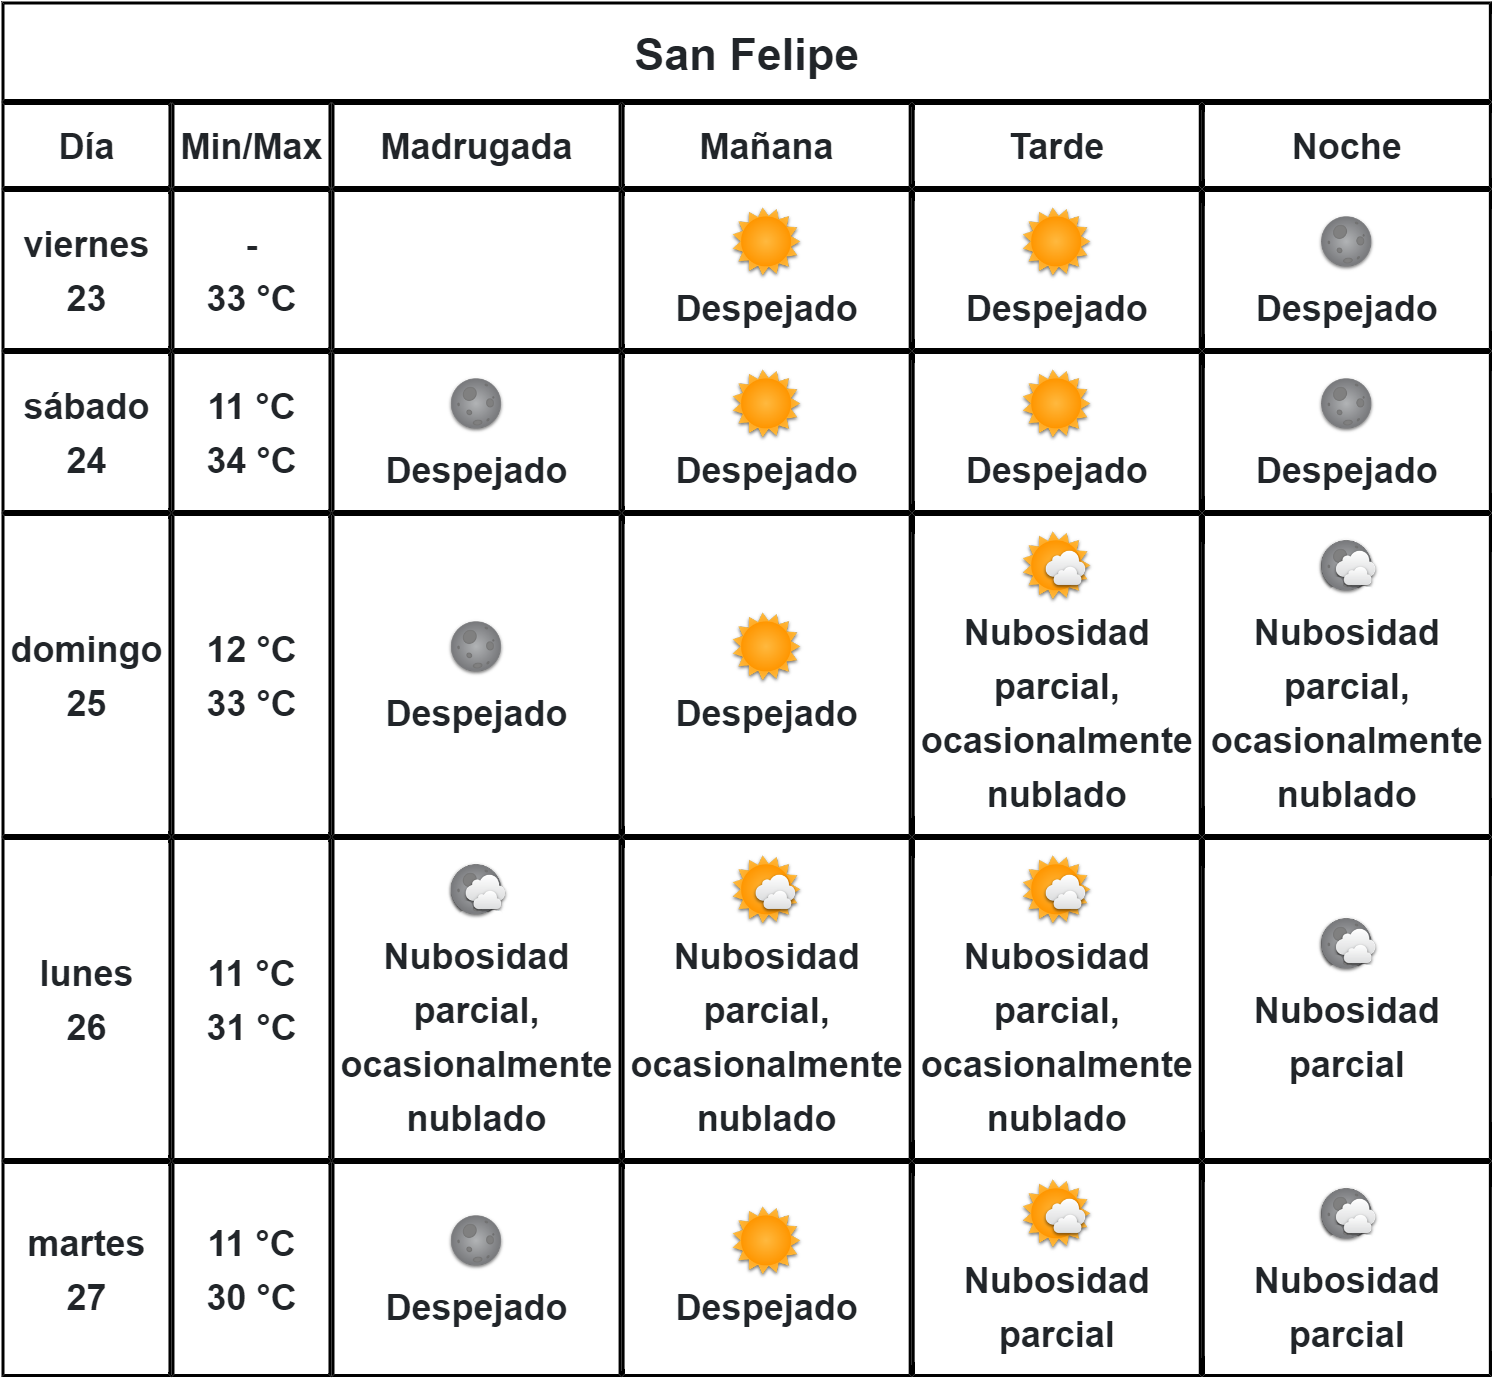 San Felipe
Día Min/Max Madrugada Mañana Tarde Noche
viernes
23
-
33 °C
Despejado
Despejado
Despejado
sábado
24
11 °C
34 °C
Despejado
Despejado
Despejado
Despejado
domingo
25
12 °C
33 °C
Despejado
Despejado
Nubosidad
parcial,
ocasionalmente
nublado
Nubosidad
parcial,
ocasionalmente
nublado
lunes
26
11 °C
31 °C
Nubosidad
parcial,
ocasionalmente
nublado
Nubosidad
parcial,
ocasionalmente
nublado
Nubosidad
parcial,
ocasionalmente
nublado
Nubosidad
parcial
martes
27
11 °C
30 °C
Despejado
Despejado
Nubosidad
parcial
Nubosidad
parcial